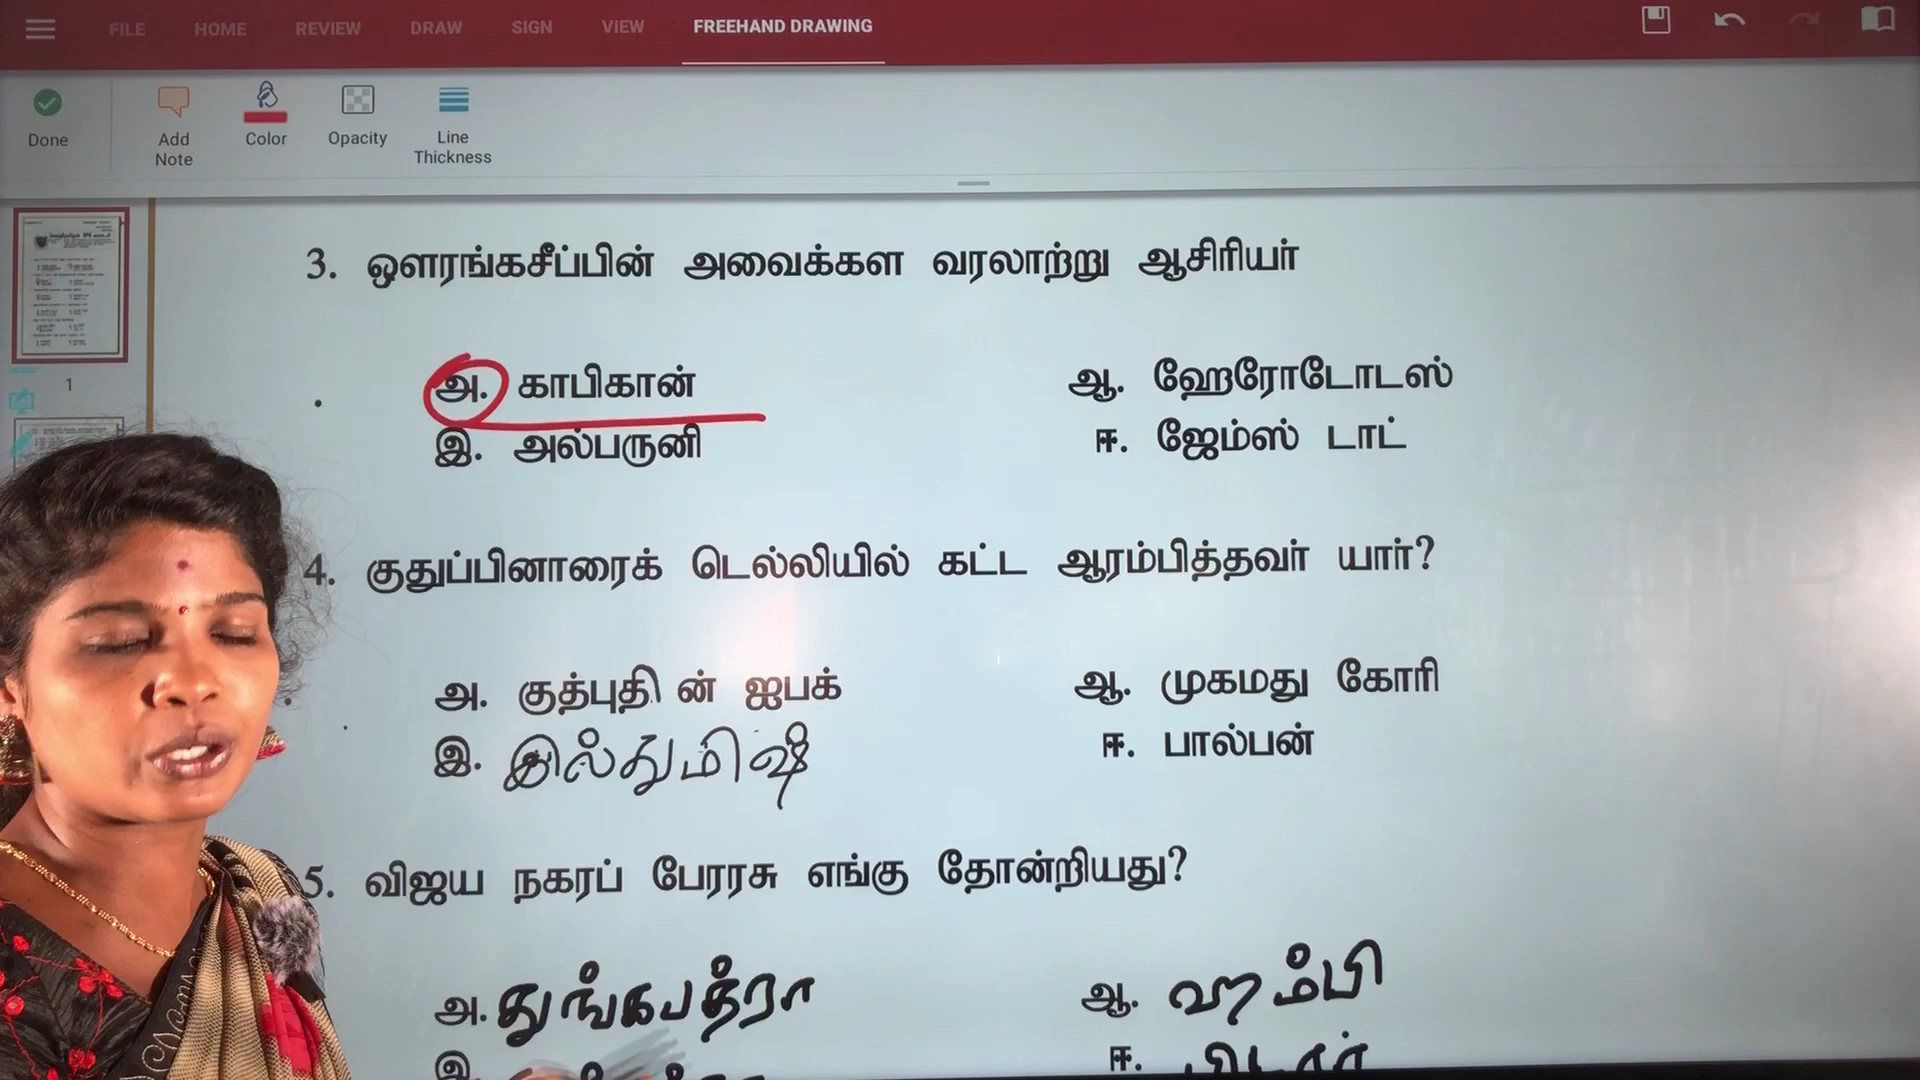 FILE HOME REVIEW DRAW SIGN VIEW FREEHAND DRAWING
Done Add Note Color Opacity Line Thickness
1
3. ஔரங்கசீப்பின் அவைக்கள வரலாற்று ஆசிரியர்
அ. காபிகான் ஆ. ஹேரோடோடஸ்
இ. அல்பருனி ஈ. ஜேம்ஸ் டாட்
4. குதுப்பினாரைக் டெல்லியில் கட்ட ஆரம்பித்தவர் யார்?
அ. குத்புதின் ஐபக் ஆ. முகமது கோரி
இ. இல்துமிஷ் ஈ. பால்பன்
5. விஜய நகரப் பேரரசு எங்கு தோன்றியது?
அ. துங்கபத்ரா ஆ. ஹம்பி
இ. ஈ.